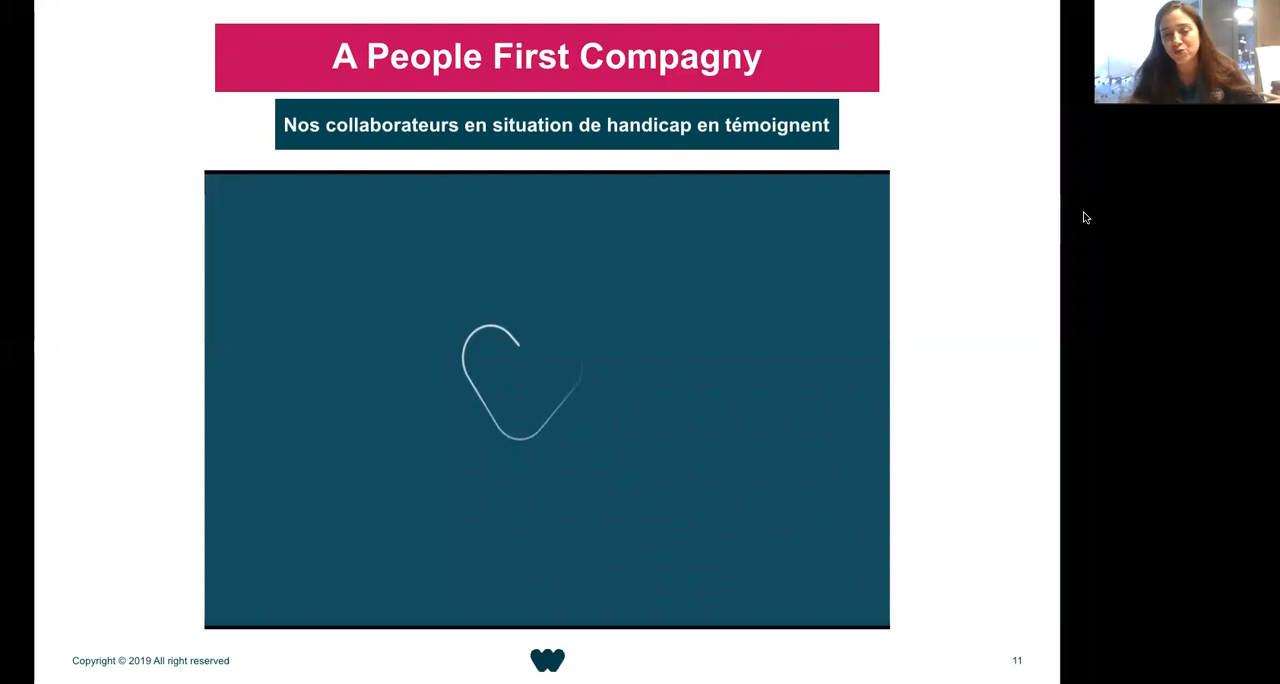 A People First Compagny
Nos collaborateurs en situation de handicap en témoignent
Copyright © 2019 All right reserved
11